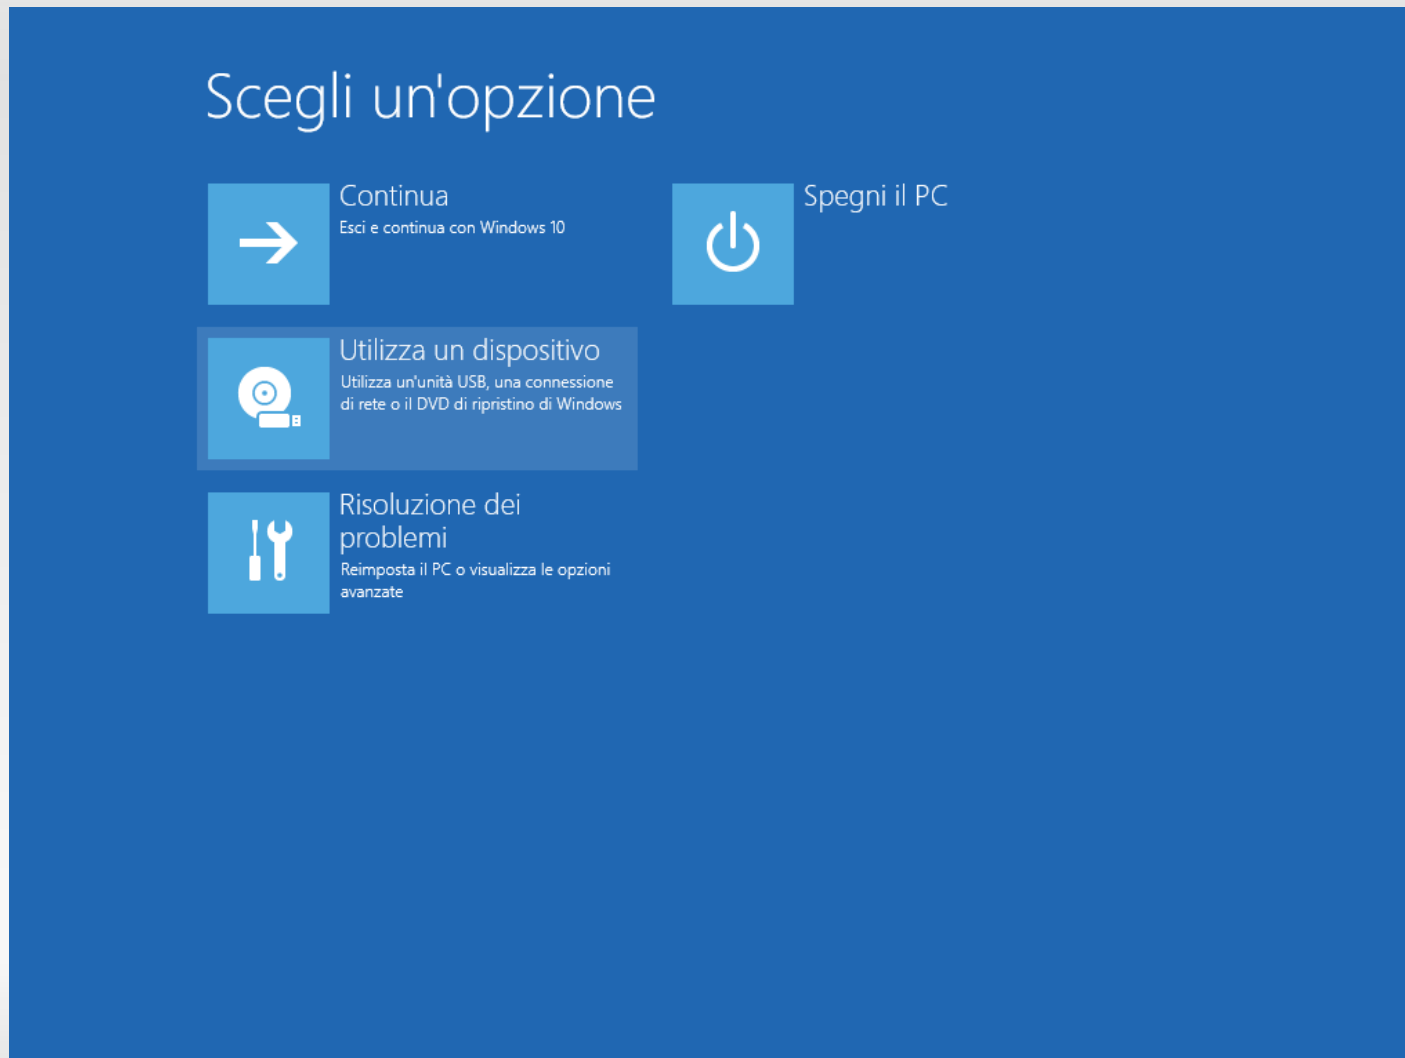 Scegli un'opzione
Continua
Esci e continua con Windows 10
Spegni il PC
Utilizza un dispositivo
Utilizza un'unità USB, una connessione
di rete o il DVD di ripristino di Windows
Risoluzione dei
problemi
Reimposta il PC o visualizza le opzioni
avanzate